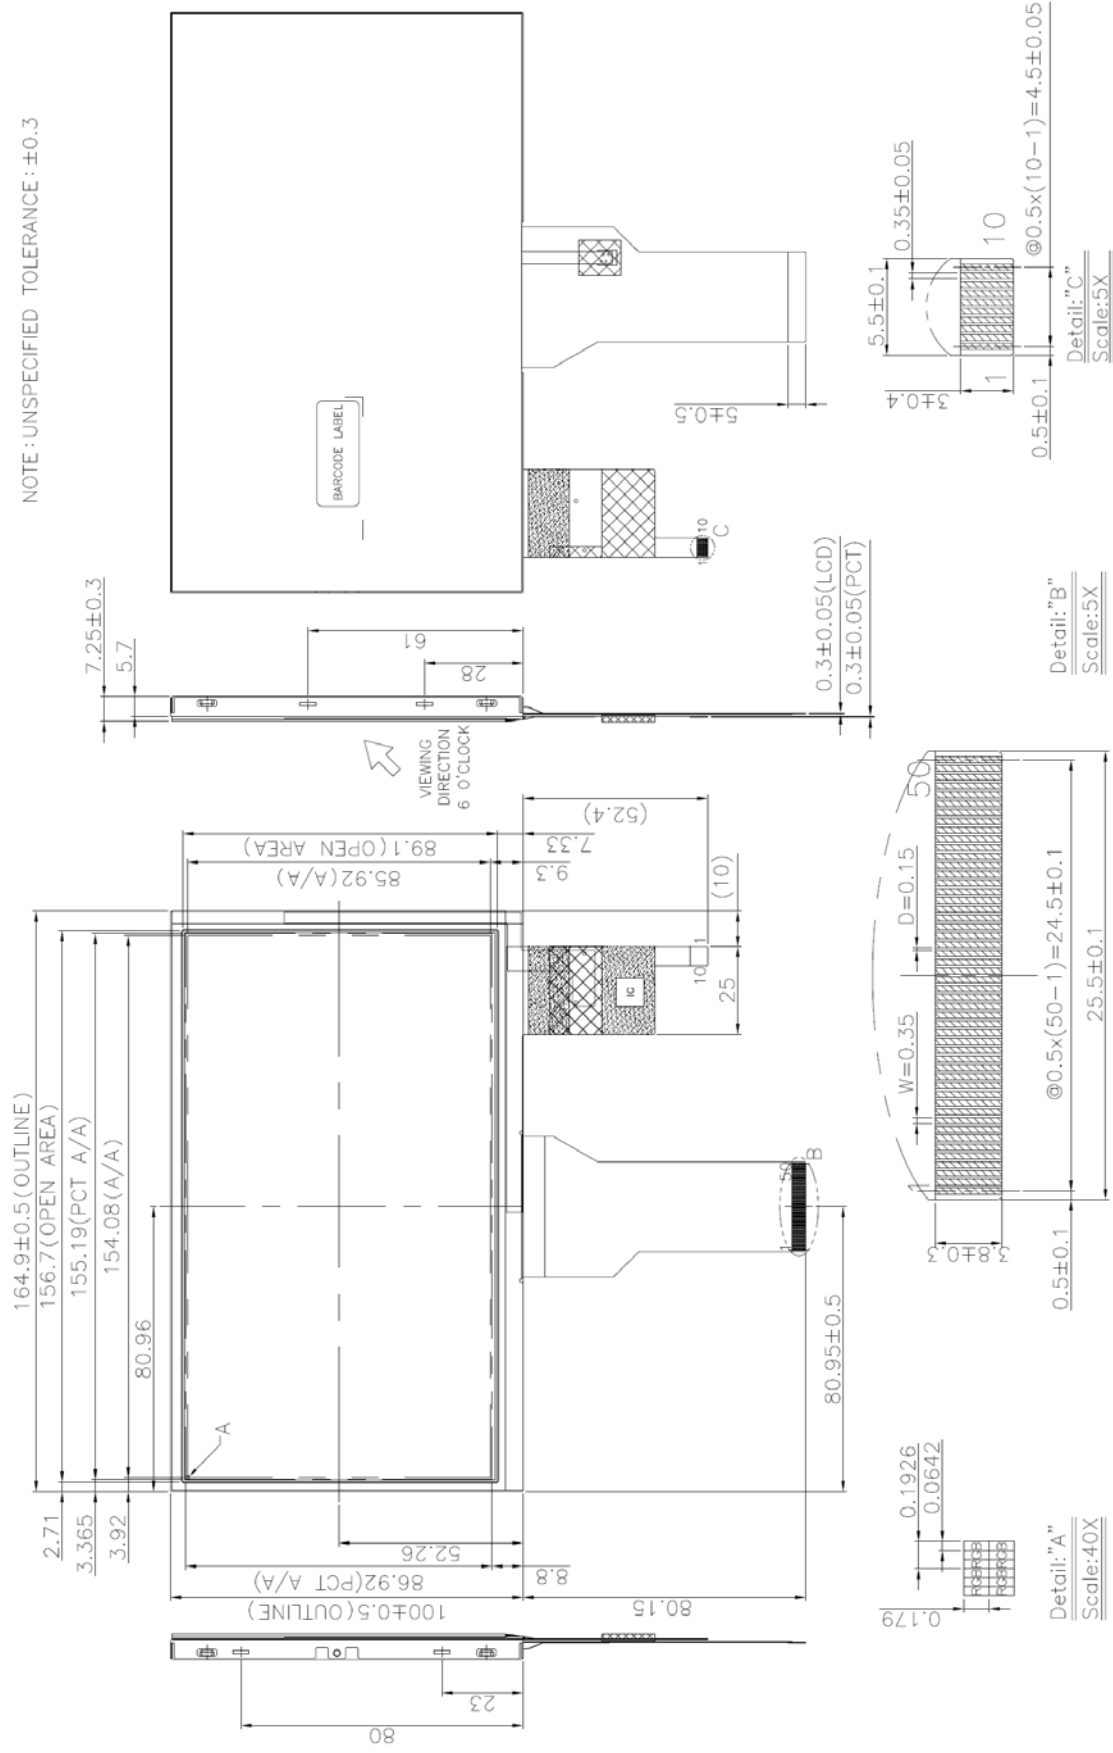 NOTE : UNSPECIFIED TOLERANCE : ±0.3
164.9±0.5(OUTLINE)
156.7(OPEN AREA)
155.19(PCT A/A)
154.08(A/A)
80.96
2.71
3.365
3.92
A
100±0.5(OUTLINE)
86.92(PCT A/A)
52.26
8.8
80.15
80
23
89.1(OPEN AREA)
85.92(A/A)
7.33
9.3
(52.4)
(10)
25
10
1
IC
1
50
B
80.95±0.5
VIEWING
DIRECTION
6 O'CLOCK
7.25±0.3
5.7
61
28
0.3±0.05(LCD)
0.3±0.05(PCT)
BARCODE LABEL
5±0.5
1
10
C
0.1926
0.0642
0.179
RGBRGB
RGBRGB
Detail:"A"
Scale:40X
1
50
W=0.35
D=0.15
3.8±0.3
0.5±0.1
@0.5x(50-1)=24.5±0.1
25.5±0.1
Detail:"B"
Scale:5X
5.5±0.1
0.35±0.05
3±0.4
1
10
0.5±0.1
@0.5x(10-1)=4.5±0.05
Detail:"C"
Scale:5X